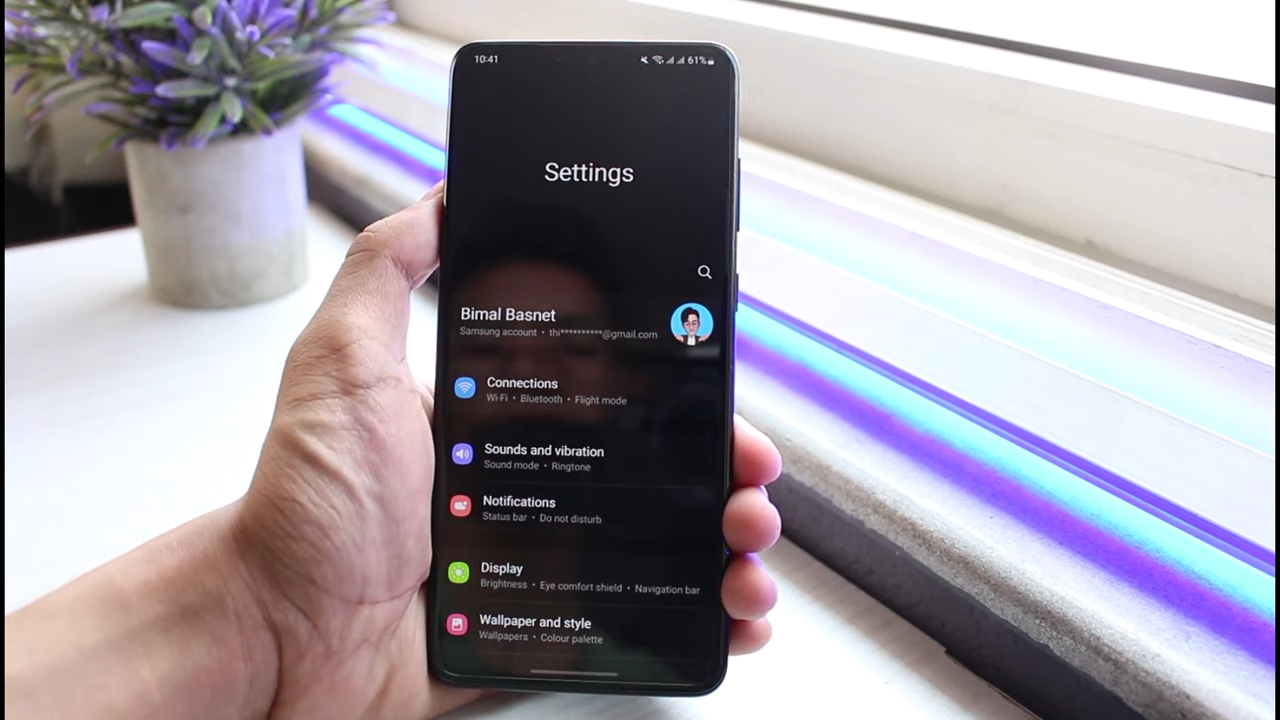 10:41 61%
Settings
Bimal Basnet
Samsung account • thi**********@gmail.com
Connections
Wi-Fi • Bluetooth • Flight mode
Sounds and vibration
Sound mode • Ringtone
Notifications
Status bar • Do not disturb
Display
Brightness • Eye comfort shield • Navigation bar
Wallpaper and style
Wallpapers • Colour palette